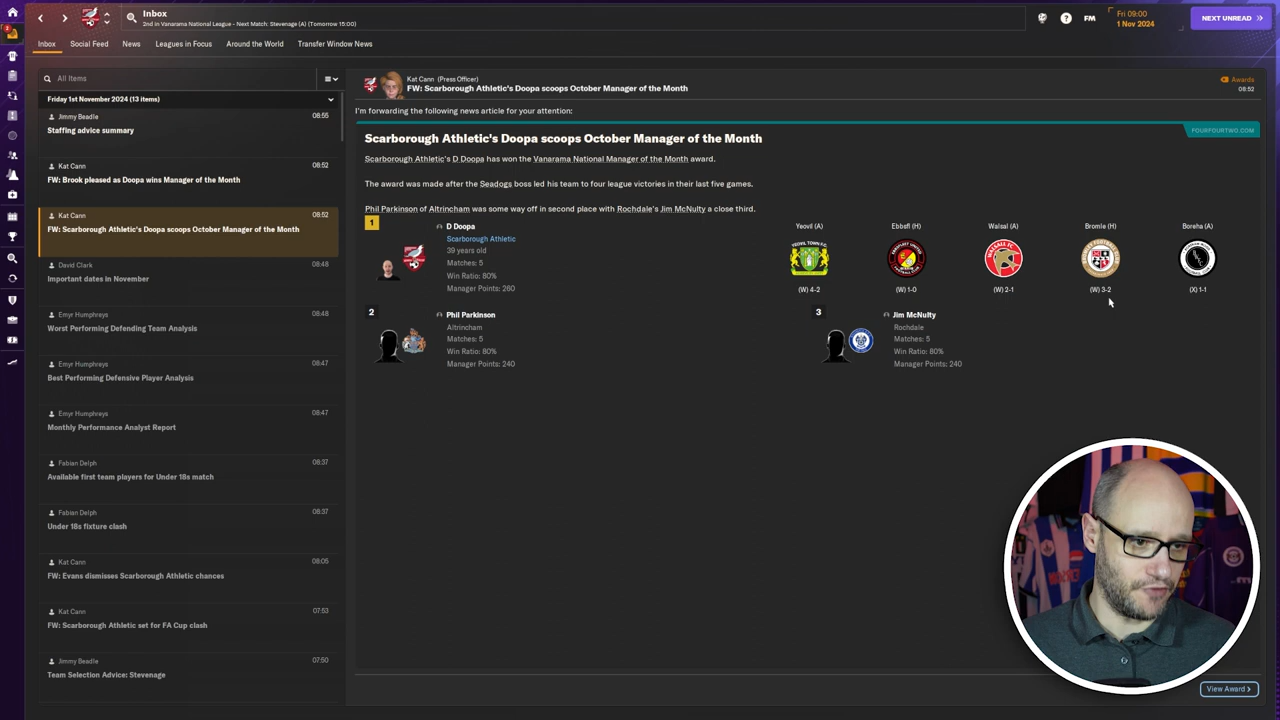 Inbox
2nd in Vanarama National League - Next Match: Stevenage (A) (Tomorrow 15:00)
FM
Fri 09:00
1 Nov 2024
NEXT UNREAD
Inbox
Social Feed
News
Leagues in Focus
Around the World
Transfer Window News
All Items
Friday 1st November 2024 (13 items)
Jimmy Beadle
08:55
Staffing advice summary
Kat Cann
08:52
FW: Brook pleased as Doopa wins Manager of the Month
Kat Cann
08:52
FW: Scarborough Athletic's Doopa scoops October Manager of the Month
David Clark
08:48
Important dates in November
Emyr Humphreys
08:48
Worst Performing Defending Team Analysis
Emyr Humphreys
08:47
Best Performing Defensive Player Analysis
Emyr Humphreys
08:47
Monthly Performance Analyst Report
Fabian Delph
08:37
Available first team players for Under 18s match
Fabian Delph
08:37
Under 18s fixture clash
Kat Cann
08:05
FW: Evans dismisses Scarborough Athletic chances
Kat Cann
07:53
FW: Scarborough Athletic set for FA Cup clash
Jimmy Beadle
07:50
Team Selection Advice: Stevenage
Kat Cann (Press Officer)
FW: Scarborough Athletic's Doopa scoops October Manager of the Month
Awards
08:52
I'm forwarding the following news article for your attention:
FOURFOURTWO.COM
Scarborough Athletic's Doopa scoops October Manager of the Month
Scarborough Athletic's D Doopa has won the Vanarama National Manager of the Month award.
The award was made after the Seadogs boss led his team to four league victories in their last five games.
Phil Parkinson of Altrincham was some way off in second place with Rochdale's Jim McNulty a close third.
1
D Doopa
Scarborough Athletic
39 years old
Matches: 5
Win Ratio: 80%
Manager Points: 260
Yeovil (A)
(W) 4-2
Ebbsfl (H)
(W) 1-0
Walsal (A)
(W) 2-1
Bromle (H)
(W) 3-2
Boreha (A)
(X) 1-1
2
Phil Parkinson
Altrincham
Matches: 5
Win Ratio: 80%
Manager Points: 240
3
Jim McNulty
Rochdale
Matches: 5
Win Ratio: 80%
Manager Points: 240
View Award